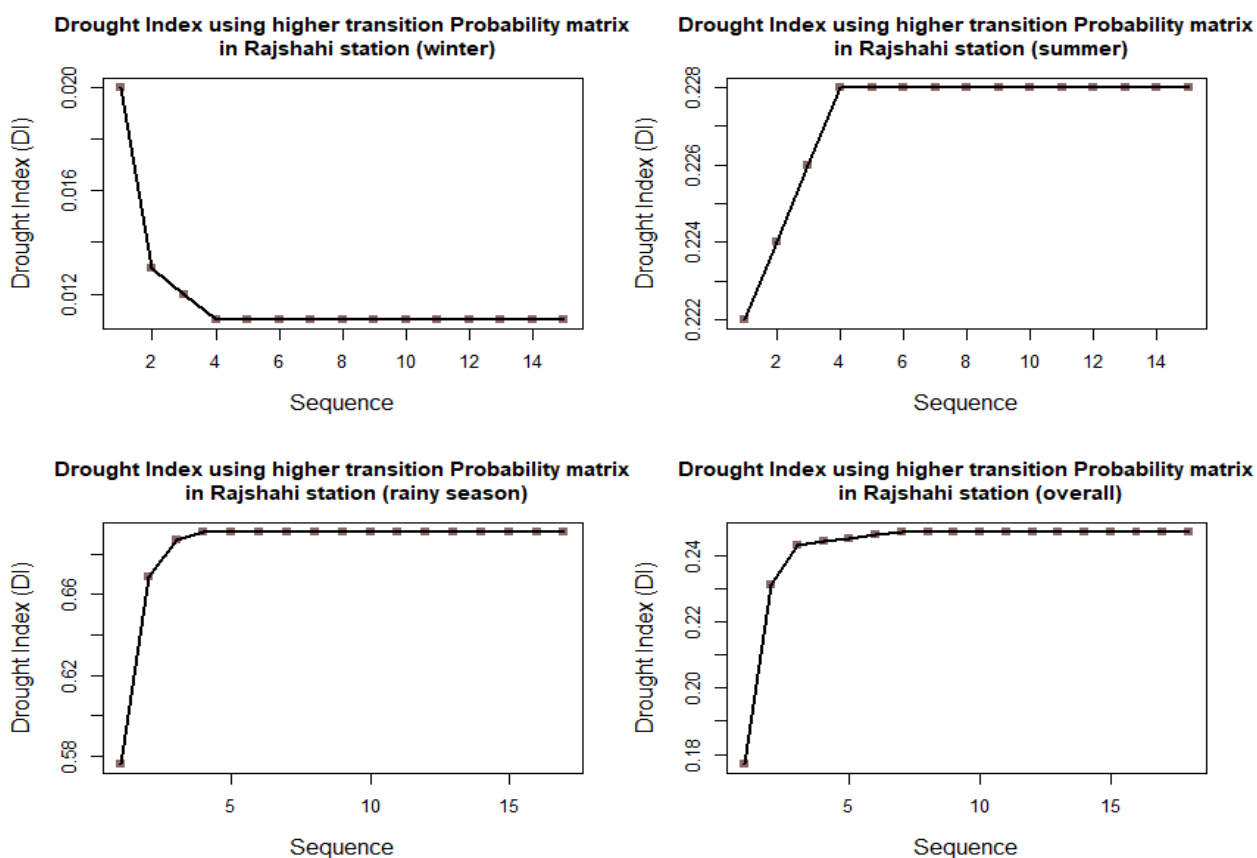 Drought Index using higher transition Probability matrix
in Rajshahi station (winter)
Drought Index (DI)
0.020
0.016
0.012
2 4 6 8 10 12 14
Sequence
Drought Index using higher transition Probability matrix
in Rajshahi station (summer)
Drought Index (DI)
0.228
0.226
0.224
0.222
2 4 6 8 10 12 14
Sequence
Drought Index using higher transition Probability matrix
in Rajshahi station (rainy season)
Drought Index (DI)
0.66
0.62
0.58
5 10 15
Sequence
Drought Index using higher transition Probability matrix
in Rajshahi station (overall)
Drought Index (DI)
0.24
0.22
0.20
0.18
5 10 15
Sequence